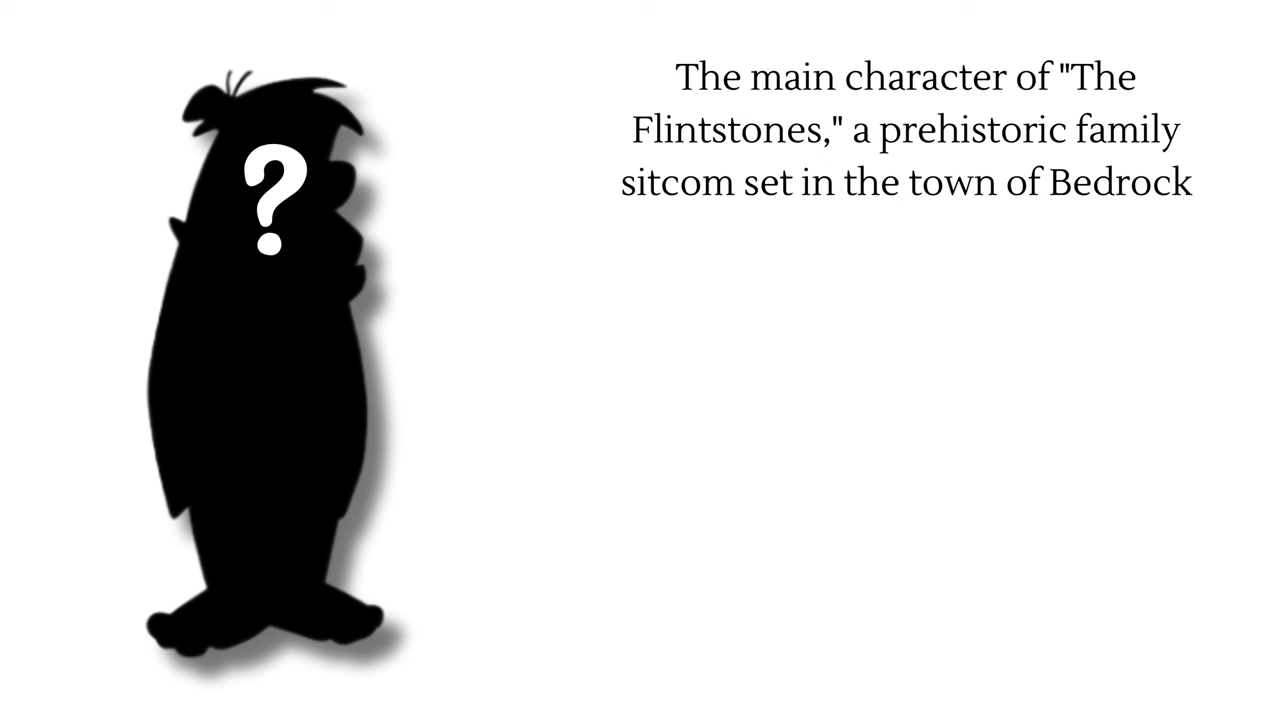 ?
The main character of "The
Flintstones," a prehistoric family
sitcom set in the town of Bedrock